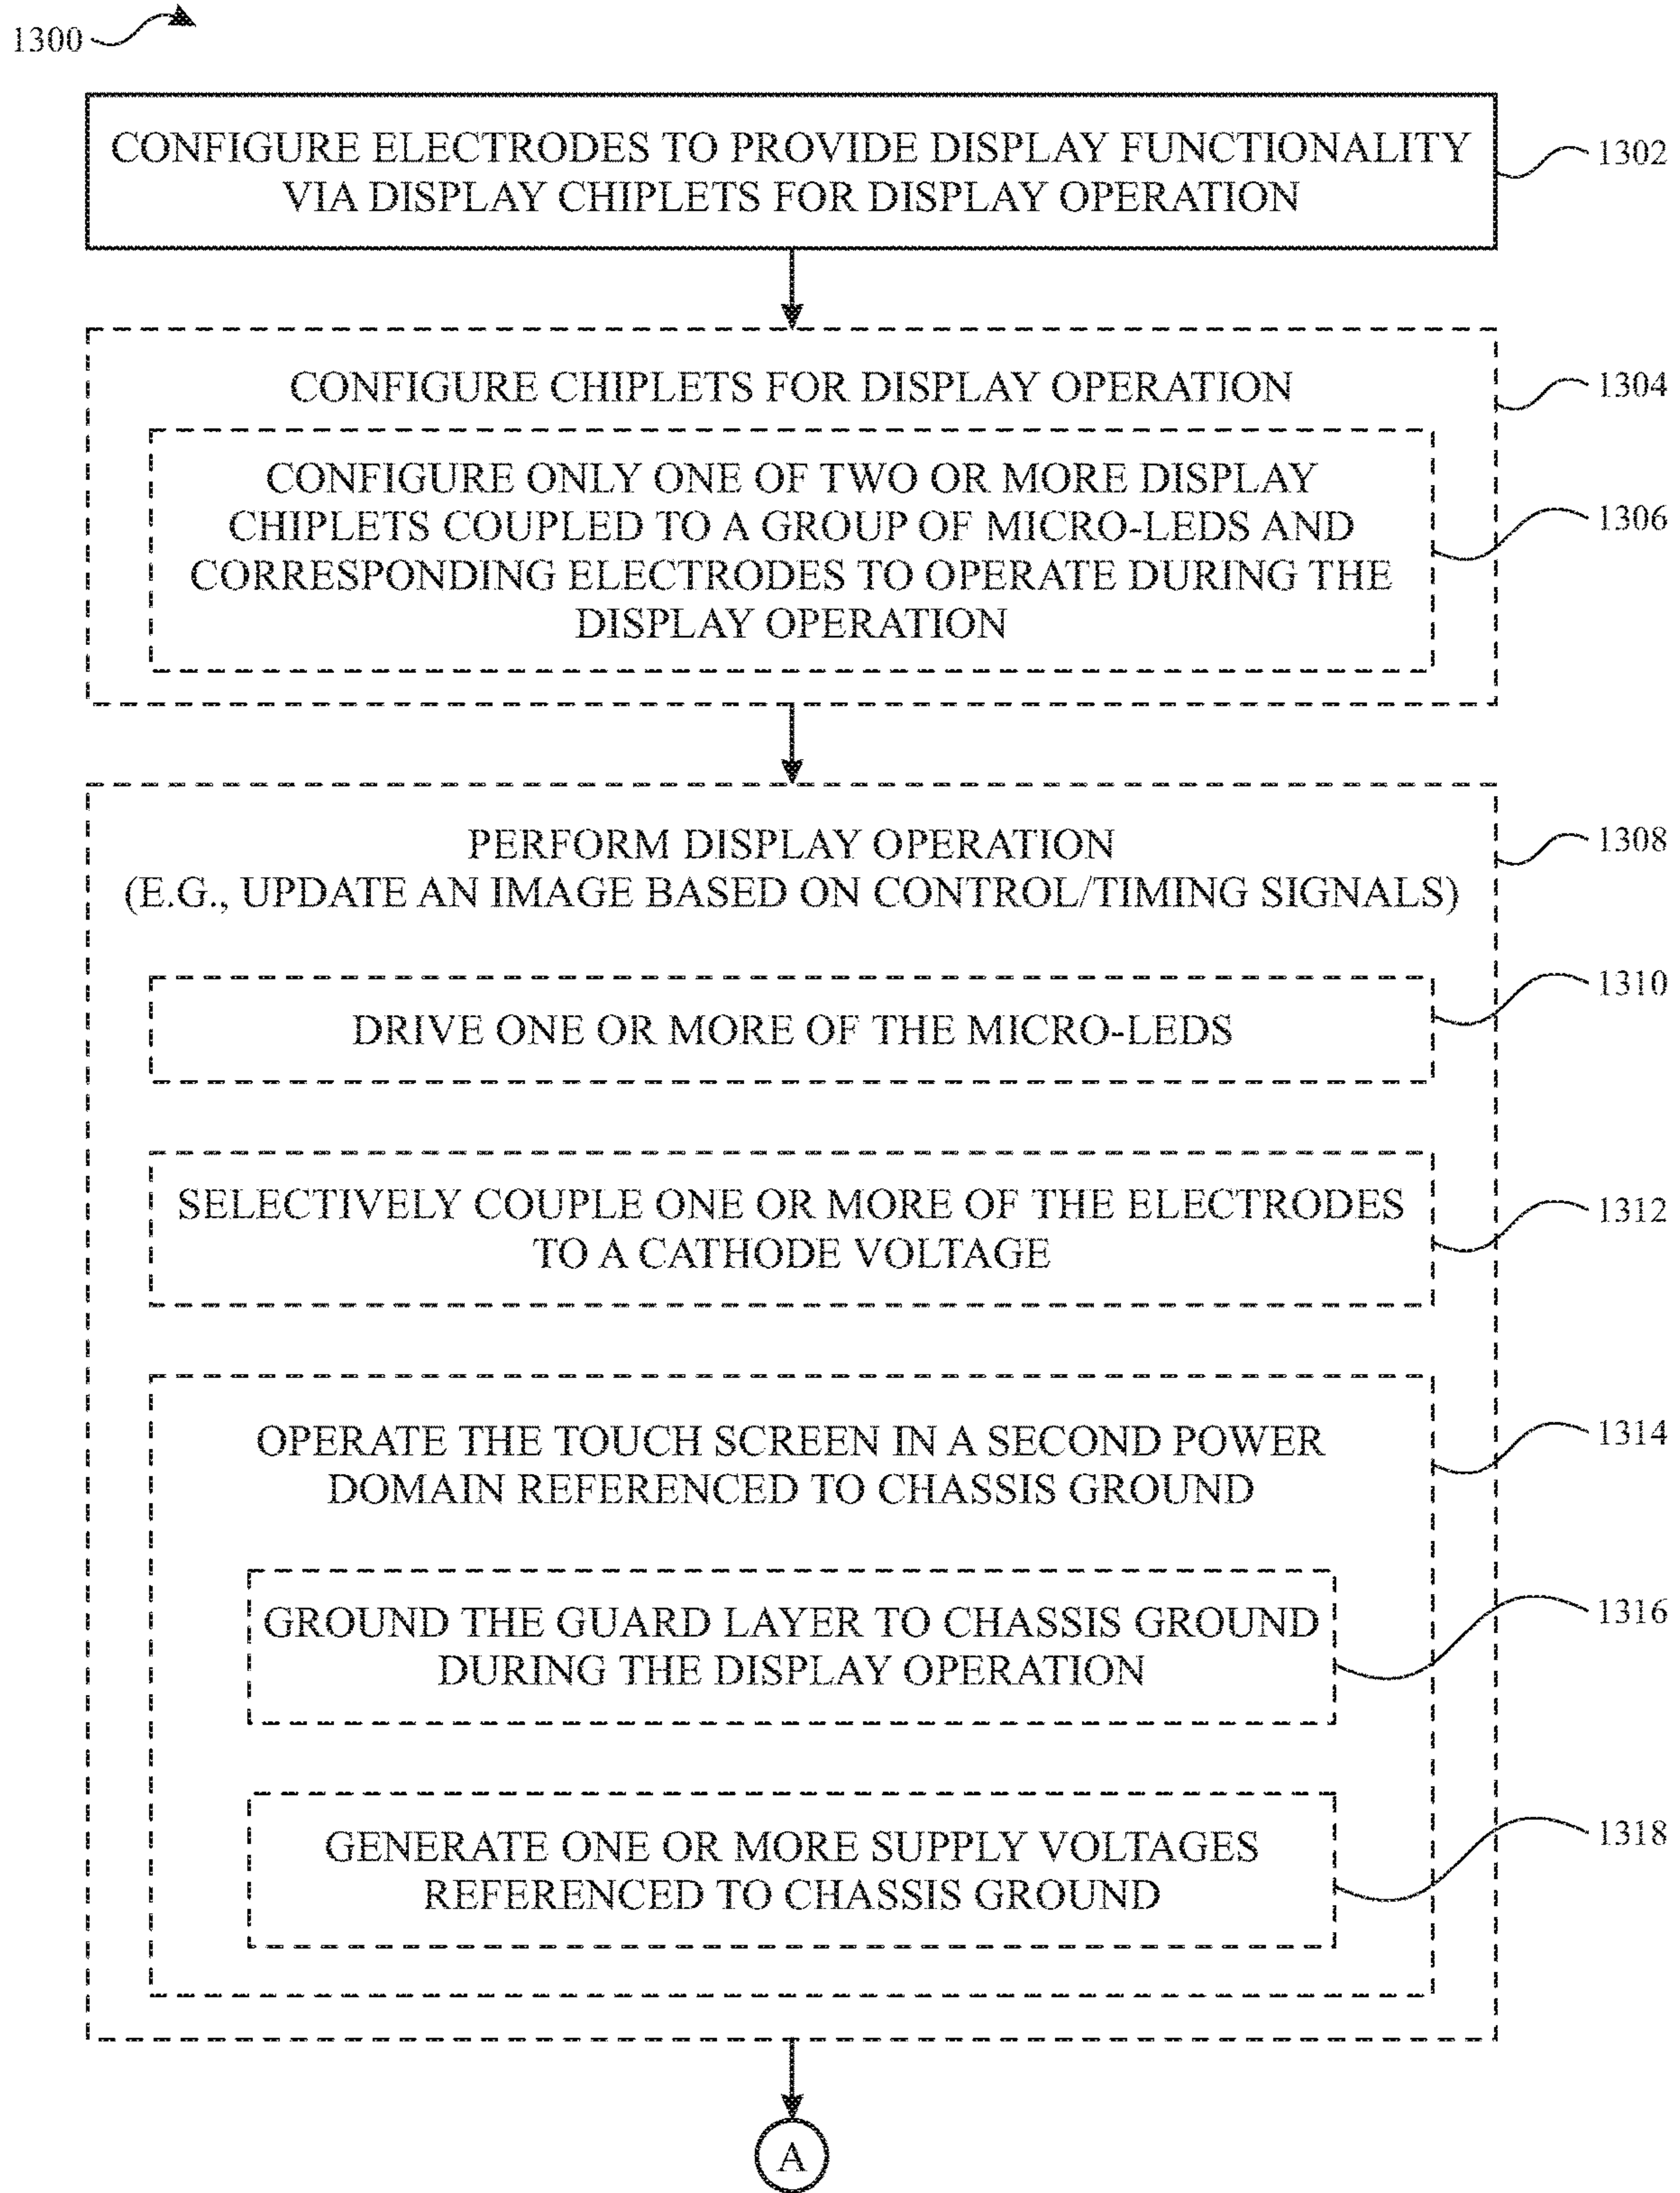 1300
CONFIGURE ELECTRODES TO PROVIDE DISPLAY FUNCTIONALITY
VIA DISPLAY CHIPLETS FOR DISPLAY OPERATION
1302
CONFIGURE CHIPLETS FOR DISPLAY OPERATION
1304
CONFIGURE ONLY ONE OF TWO OR MORE DISPLAY
CHIPLETS COUPLED TO A GROUP OF MICRO-LEDS AND
CORRESPONDING ELECTRODES TO OPERATE DURING THE
DISPLAY OPERATION
1306
PERFORM DISPLAY OPERATION
(E.G., UPDATE AN IMAGE BASED ON CONTROL/TIMING SIGNALS)
1308
DRIVE ONE OR MORE OF THE MICRO-LEDS
1310
SELECTIVELY COUPLE ONE OR MORE OF THE ELECTRODES
TO A CATHODE VOLTAGE
1312
OPERATE THE TOUCH SCREEN IN A SECOND POWER
DOMAIN REFERENCED TO CHASSIS GROUND
1314
GROUND THE GUARD LAYER TO CHASSIS GROUND
DURING THE DISPLAY OPERATION
1316
GENERATE ONE OR MORE SUPPLY VOLTAGES
REFERENCED TO CHASSIS GROUND
1318
A